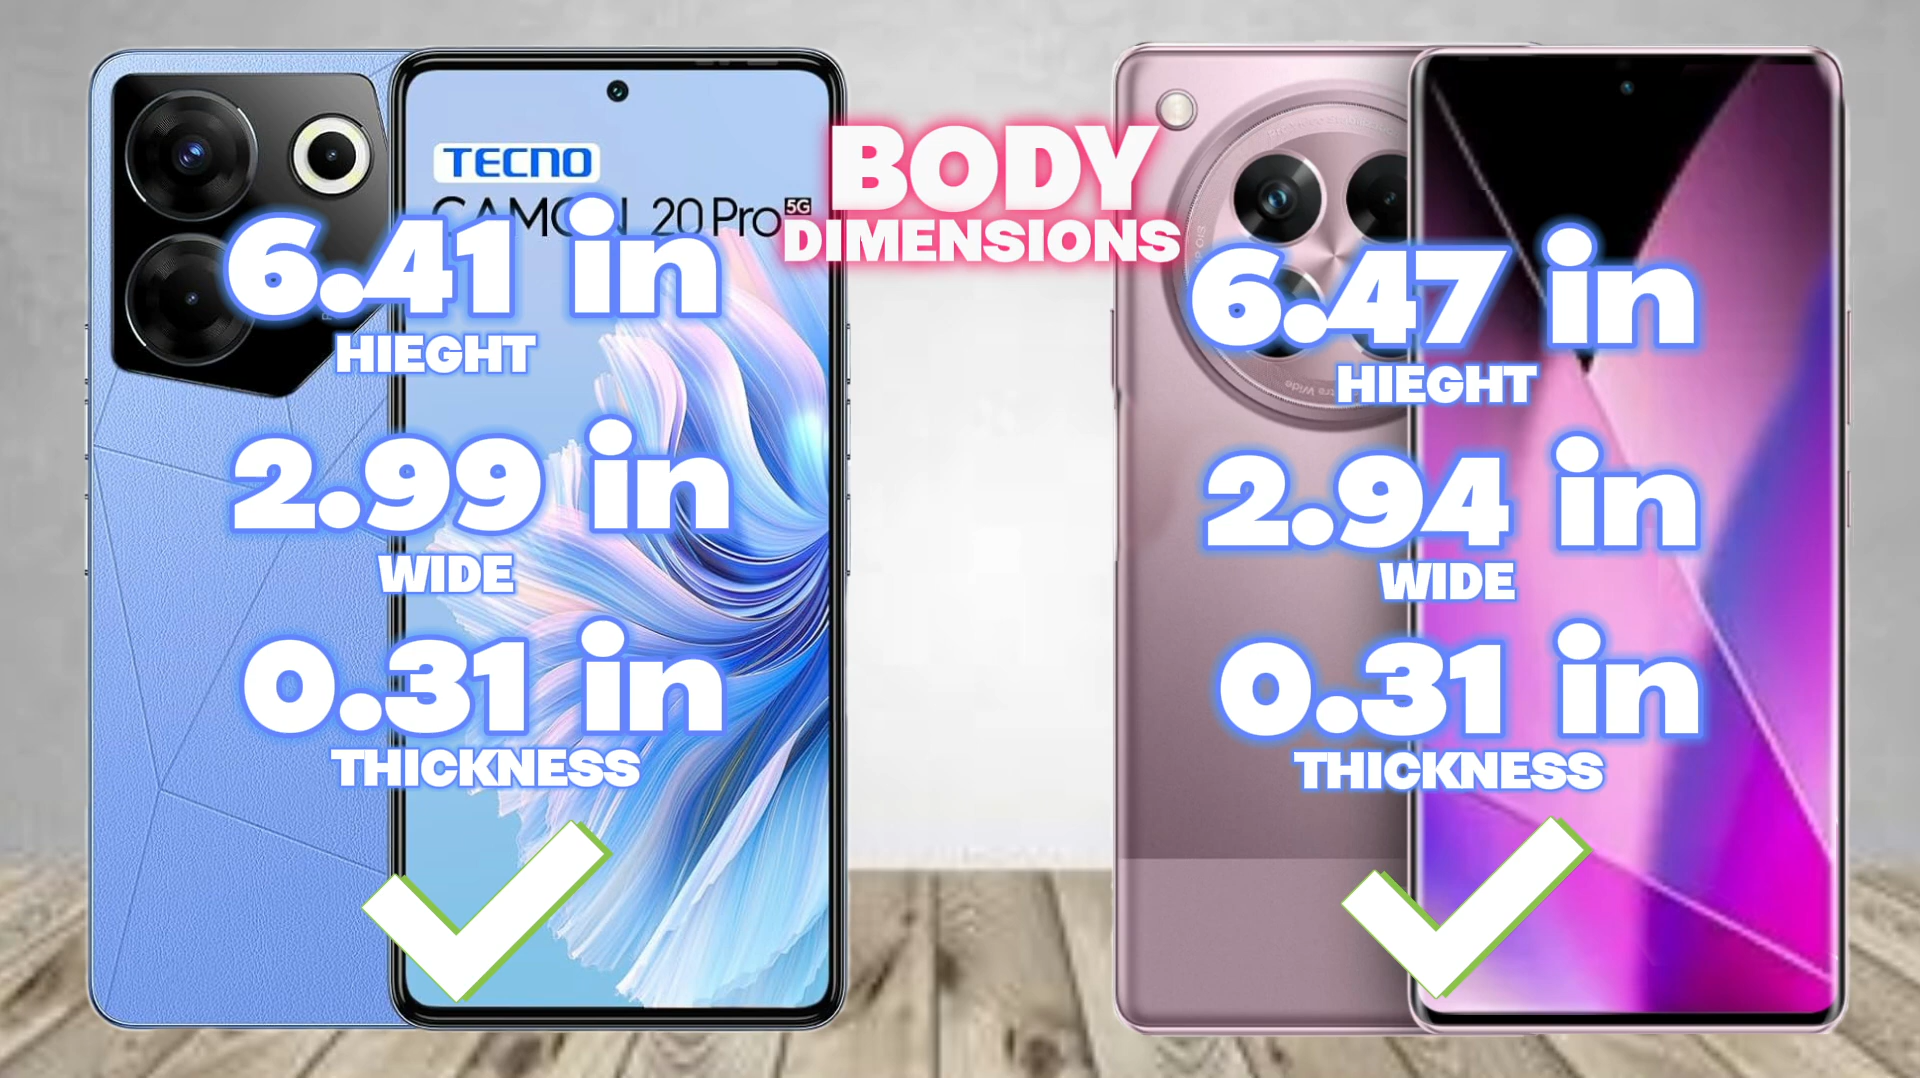 TECNO
CAMON 20 Pro 5G
BODY
DIMENSIONS
6.41 in
HIEGHT
2.99 in
WIDE
0.31 in
THICKNESS
6.47 in
HIEGHT
2.94 in
WIDE
0.31 in
THICKNESS